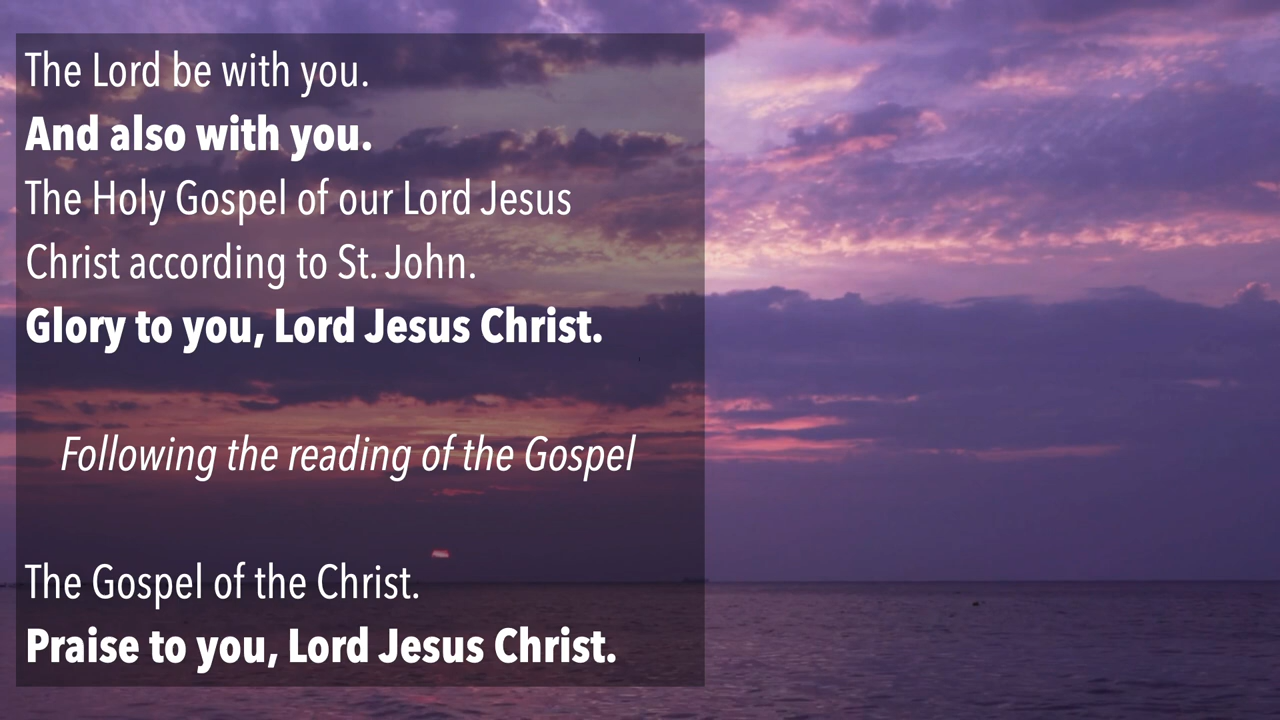 The Lord be with you.
And also with you.
The Holy Gospel of our Lord Jesus
Christ according to St. John.
Glory to you, Lord Jesus Christ.
Following the reading of the Gospel
The Gospel of the Christ.
Praise to you, Lord Jesus Christ.